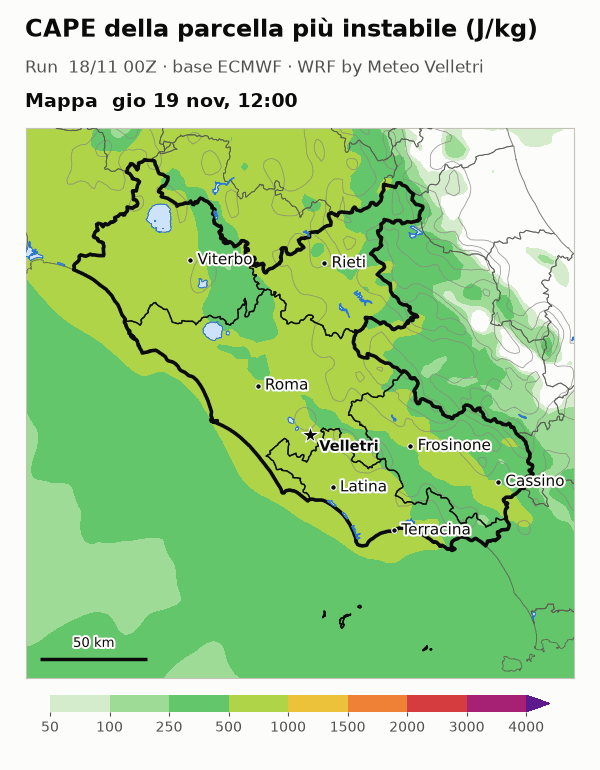 CAPE della parcella più instabile (J/kg)
Run  18/11 00Z · base ECMWF · WRF by Meteo Velletri
Mappa  gio 19 nov, 12:00
Viterbo
Rieti
Roma
Velletri
Frosinone
Cassino
Latina
Terracina
50 km
50 100 250 500 1000 1500 2000 3000 4000